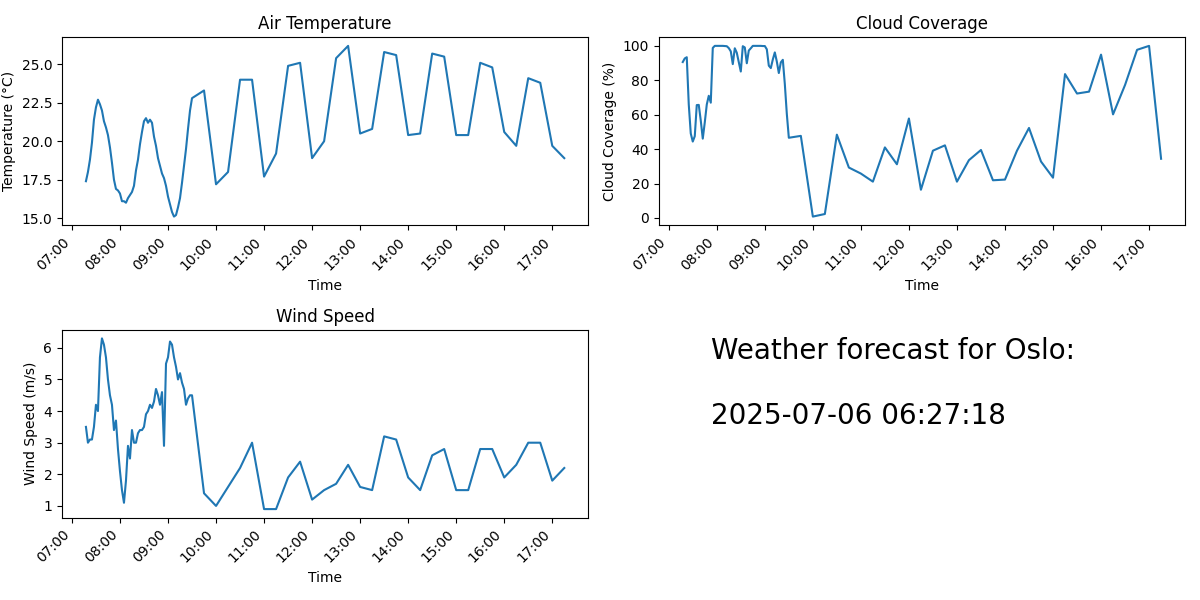 Air Temperature
Temperature (°C)
25.0
22.5
20.0
17.5
15.0
07:00 08:00 09:00 10:00 11:00 12:00 13:00 14:00 15:00 16:00 17:00
Time
Cloud Coverage
Cloud Coverage (%)
100
80
60
40
20
0
07:00 08:00 09:00 10:00 11:00 12:00 13:00 14:00 15:00 16:00 17:00
Time
Wind Speed
Wind Speed (m/s)
6
5
4
3
2
1
07:00 08:00 09:00 10:00 11:00 12:00 13:00 14:00 15:00 16:00 17:00
Time
Weather forecast for Oslo:
2025-07-06 06:27:18